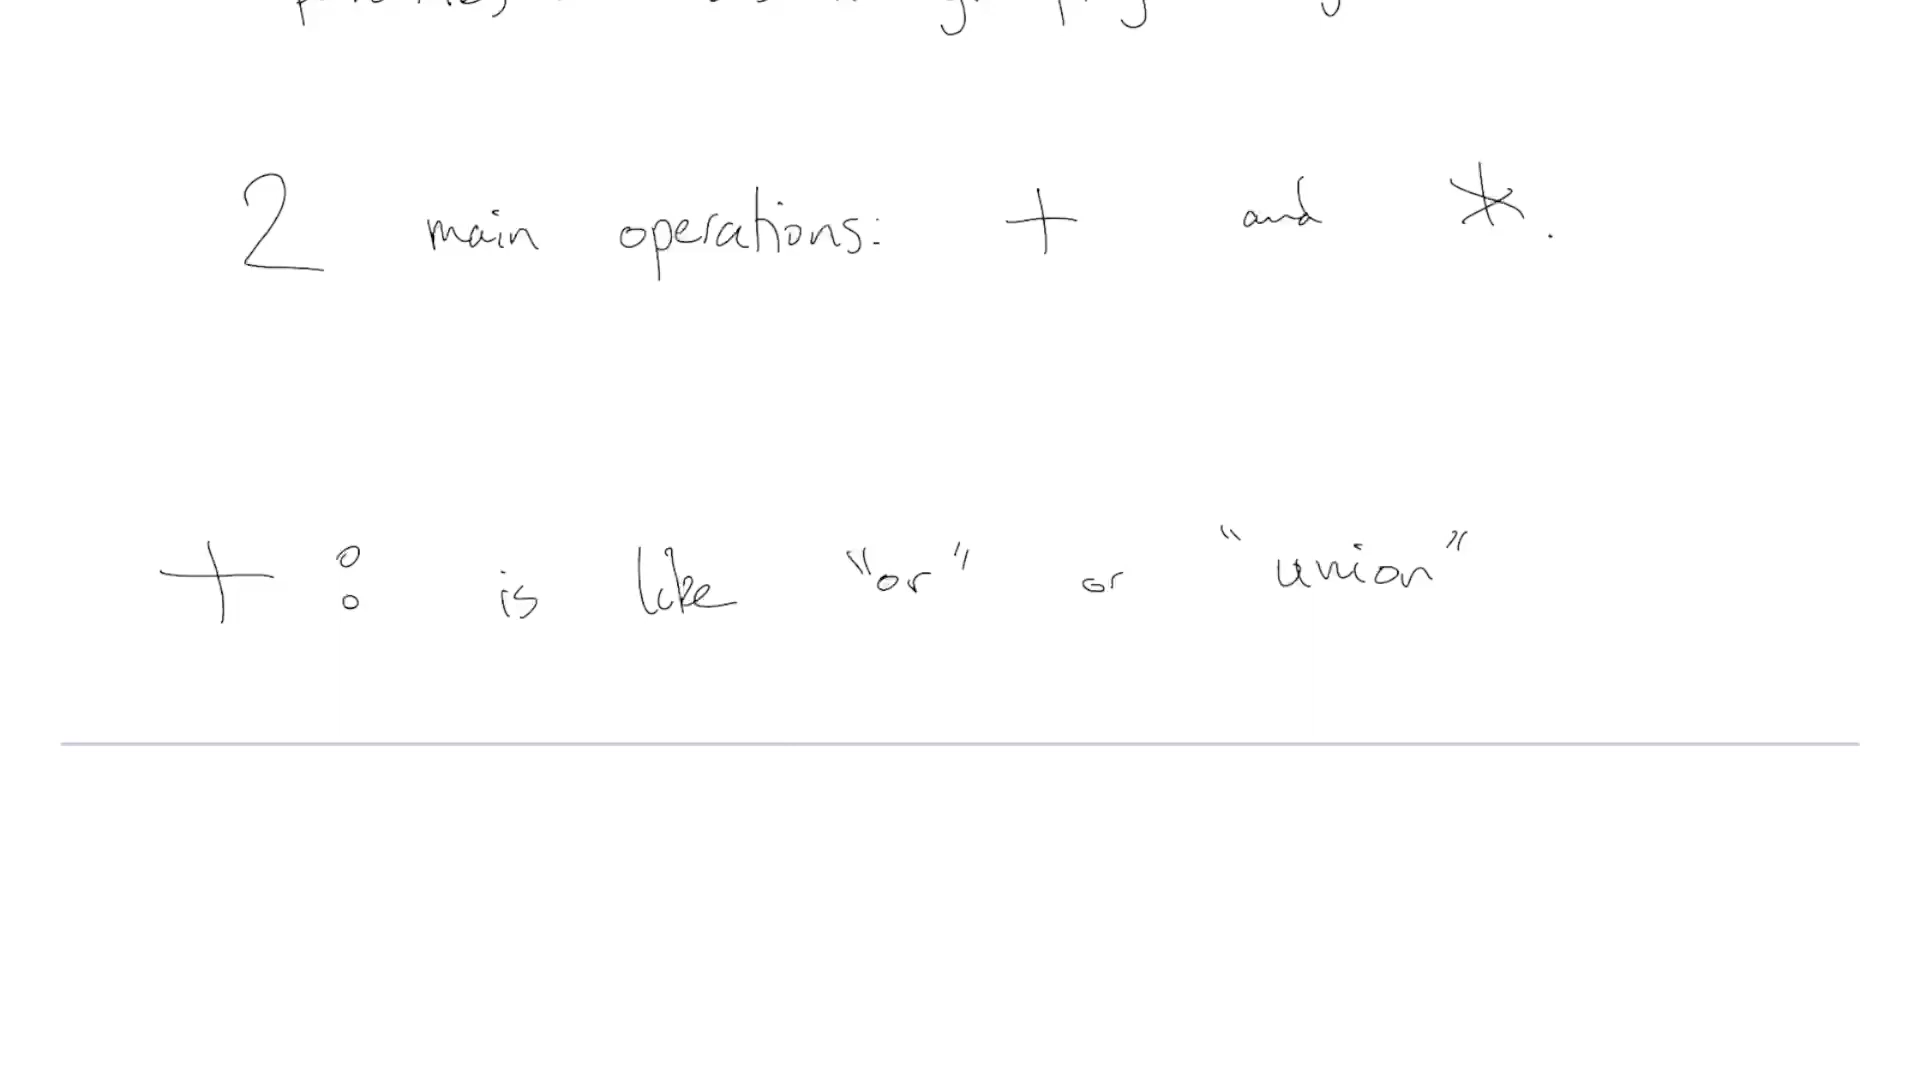 2 main operations: + and *.
+ : is like "or" or "union"